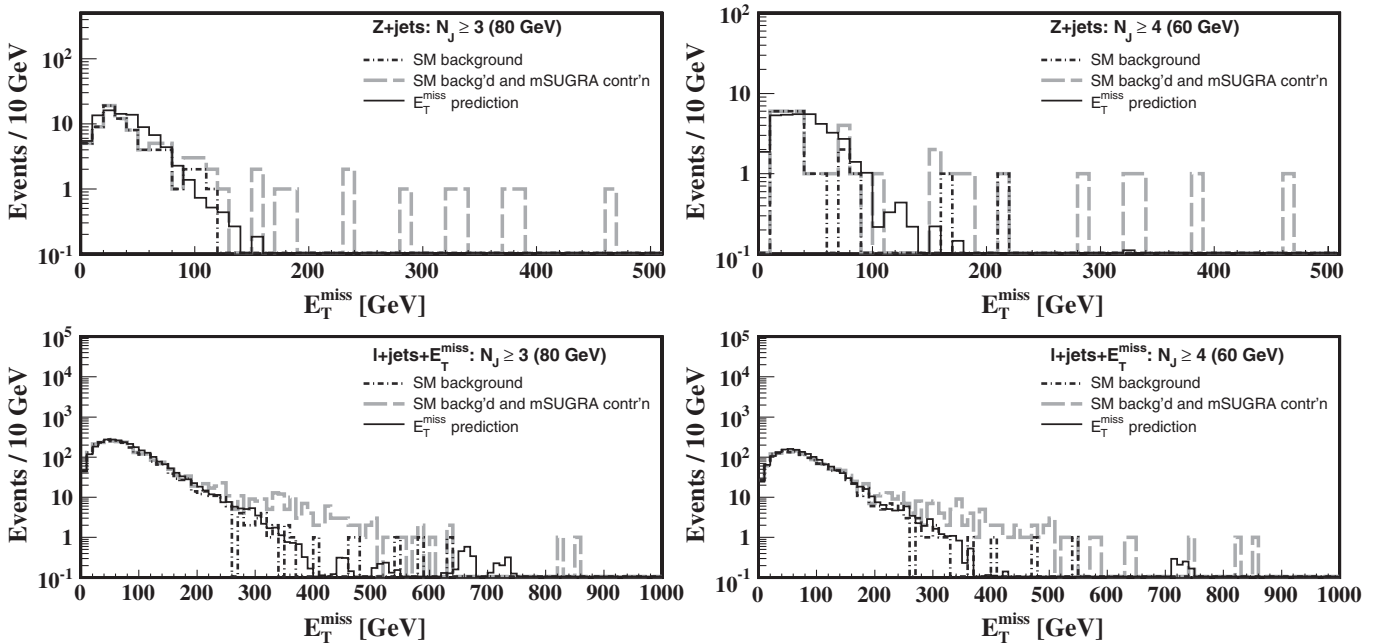 Z+jets: N_J ≥ 3 (80 GeV)
SM background
SM backg'd and mSUGRA contr'n
E_T^miss prediction
Events / 10 GeV
10^2
10
1
10^-1
0 100 200 300 400 500
E_T^miss [GeV]
Z+jets: N_J ≥ 4 (60 GeV)
SM background
SM backg'd and mSUGRA contr'n
E_T^miss prediction
Events / 10 GeV
10^2
10
1
10^-1
0 100 200 300 400 500
E_T^miss [GeV]
l+jets+E_T^miss: N_J ≥ 3 (80 GeV)
SM background
SM backg'd and mSUGRA contr'n
E_T^miss prediction
Events / 10 GeV
10^5
10^4
10^3
10^2
10
1
10^-1
0 100 200 300 400 500 600 700 800 900 1000
E_T^miss [GeV]
l+jets+E_T^miss: N_J ≥ 4 (60 GeV)
SM background
SM backg'd and mSUGRA contr'n
E_T^miss prediction
Events / 10 GeV
10^5
10^4
10^3
10^2
10
1
10^-1
0 100 200 300 400 500 600 700 800 900 1000
E_T^miss [GeV]